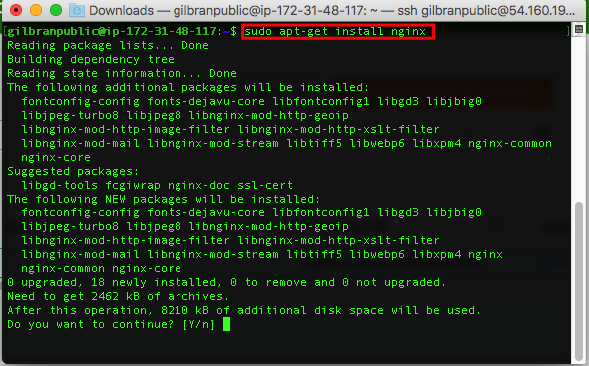 Downloads — gilbranpublic@ip-172-31-48-117: ~ — ssh gilbranpublic@54.160.19...
[gilbranpublic@ip-172-31-48-117:~$ sudo apt-get install nginx ]
Reading package lists... Done
Building dependency tree
Reading state information... Done
The following additional packages will be installed:
fontconfig-config fonts-dejavu-core libfontconfig1 libgd3 libjbig0
libjpeg-turbo8 libjpeg8 libnginx-mod-http-geoip
libnginx-mod-http-image-filter libnginx-mod-http-xslt-filter
libnginx-mod-mail libnginx-mod-stream libtiff5 libwebp6 libxpm4 nginx-common
nginx-core
Suggested packages:
libgd-tools fcgiwrap nginx-doc ssl-cert
The following NEW packages will be installed:
fontconfig-config fonts-dejavu-core libfontconfig1 libgd3 libjbig0
libjpeg-turbo8 libjpeg8 libnginx-mod-http-geoip
libnginx-mod-http-image-filter libnginx-mod-http-xslt-filter
libnginx-mod-mail libnginx-mod-stream libtiff5 libwebp6 libxpm4 nginx
nginx-common nginx-core
0 upgraded, 18 newly installed, 0 to remove and 0 not upgraded.
Need to get 2462 kB of archives.
After this operation, 8210 kB of additional disk space will be used.
Do you want to continue? [Y/n]